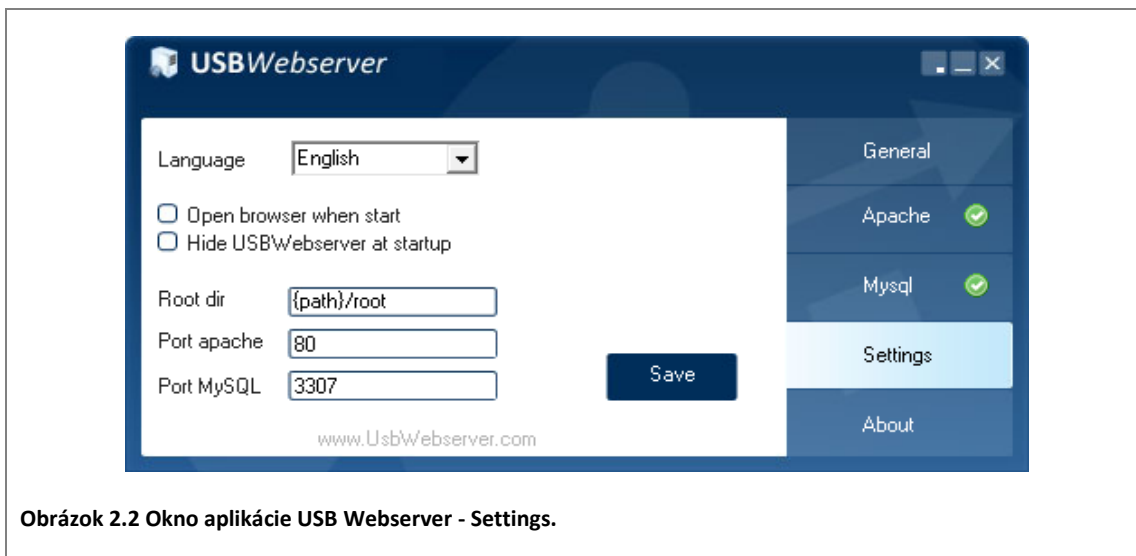 USBWebserver
Language English
Open browser when start
Hide USBWebserver at startup
Root dir {path}/root
Port apache 80
Port MySQL 3307
Save
www.UsbWebserver.com
General
Apache
Mysql
Settings
About
Obrázok 2.2 Okno aplikácie USB Webserver - Settings.